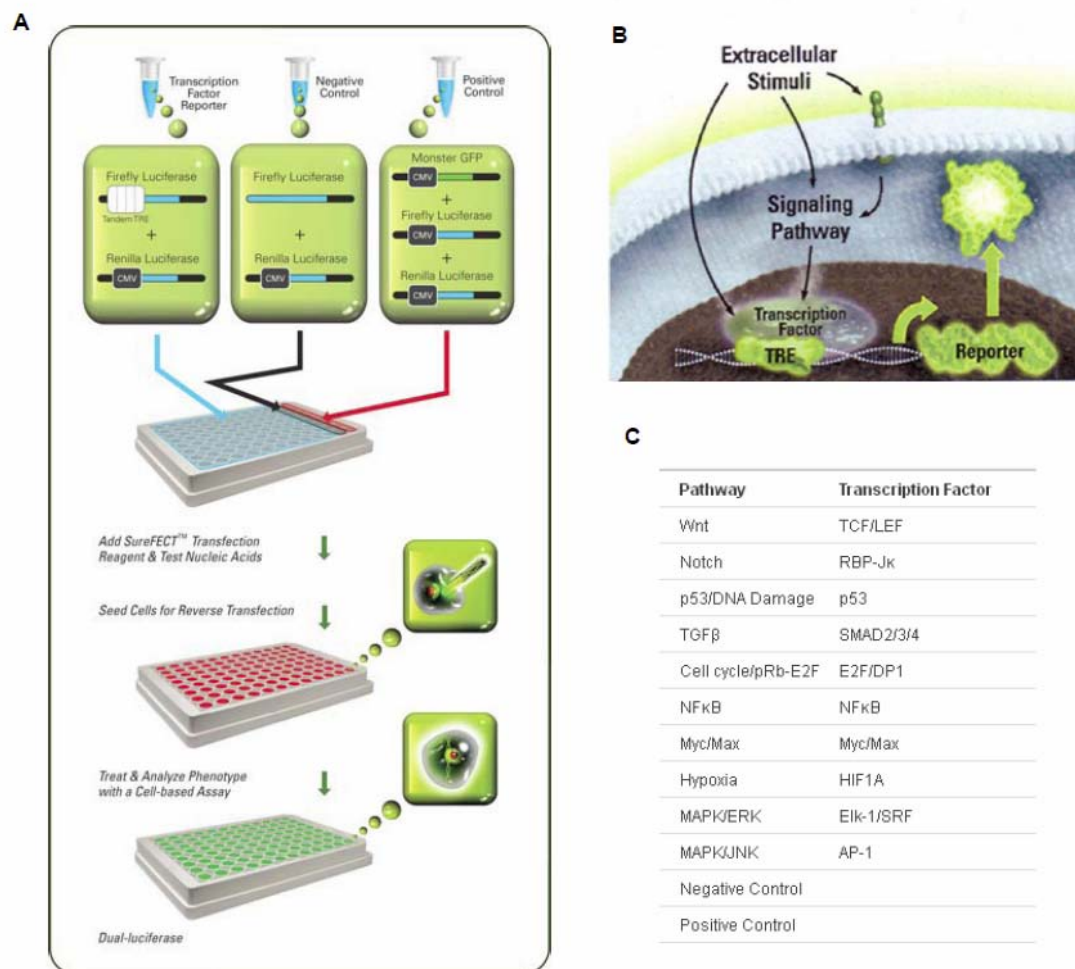 A
Transcription
Factor
Reporter
Negative
Control
Positive
Control
Firefly Luciferase
Tandem TRE
+
Renilla Luciferase
CMV
Firefly Luciferase
+
Renilla Luciferase
CMV
Monster GFP
CMV
+
Firefly Luciferase
CMV
+
Renilla Luciferase
CMV
Add SureFECT™ Transfection
Reagent & Test Nucleic Acids
Seed Cells for Reverse Transfection
Treat & Analyze Phenotype
with a Cell-based Assay
Dual-luciferase
B
Extracellular
Stimuli
Signaling
Pathway
Transcription
Factor
TRE
Reporter
C
Pathway Transcription Factor
Wnt TCF/LEF
Notch RBP-Jκ
p53/DNA Damage p53
TGFβ SMAD2/3/4
Cell cycle/pRb-E2F E2F/DP1
NFκB NFκB
Myc/Max Myc/Max
Hypoxia HIF1A
MAPK/ERK Elk-1/SRF
MAPK/JNK AP-1
Negative Control
Positive Control